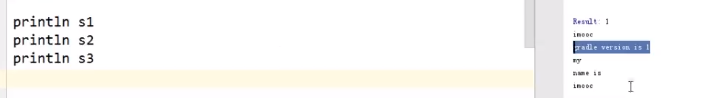 println s1
println s2
println s3
Result: 1
imooc
gradle version is 1
my
name is
imooc